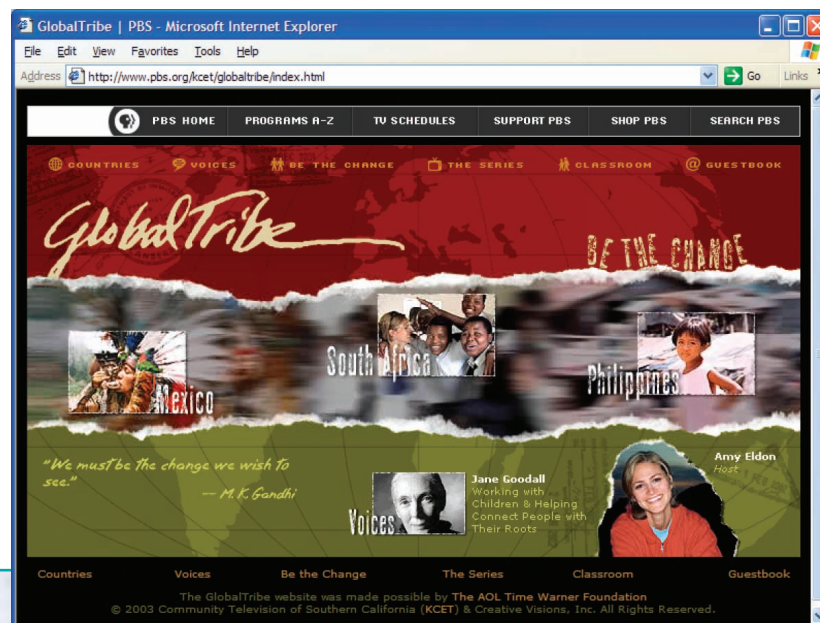 GlobalTribe | PBS - Microsoft Internet Explorer
File Edit View Favorites Tools Help
Address http://www.pbs.org/kcet/globaltribe/index.html Go Links
PBS HOME PROGRAMS A-Z TV SCHEDULES SUPPORT PBS SHOP PBS SEARCH PBS
COUNTRIES VOICES BE THE CHANGE THE SERIES CLASSROOM @ GUESTBOOK
GlobalTribe
BE THE CHANGE
Mexico
South Africa
Philippines
"We must be the change we wish to
see."
— M.K. Gandhi
Voices
Jane Goodall
Working with
Children & Helping
Connect People with
Their Roots
Amy Eldon
Host
Countries Voices Be the Change The Series Classroom Guestbook
The GlobalTribe website was made possible by The AOL Time Warner Foundation
© 2003 Community Television of Southern California (KCET) & Creative Visions, Inc. All Rights Reserved.